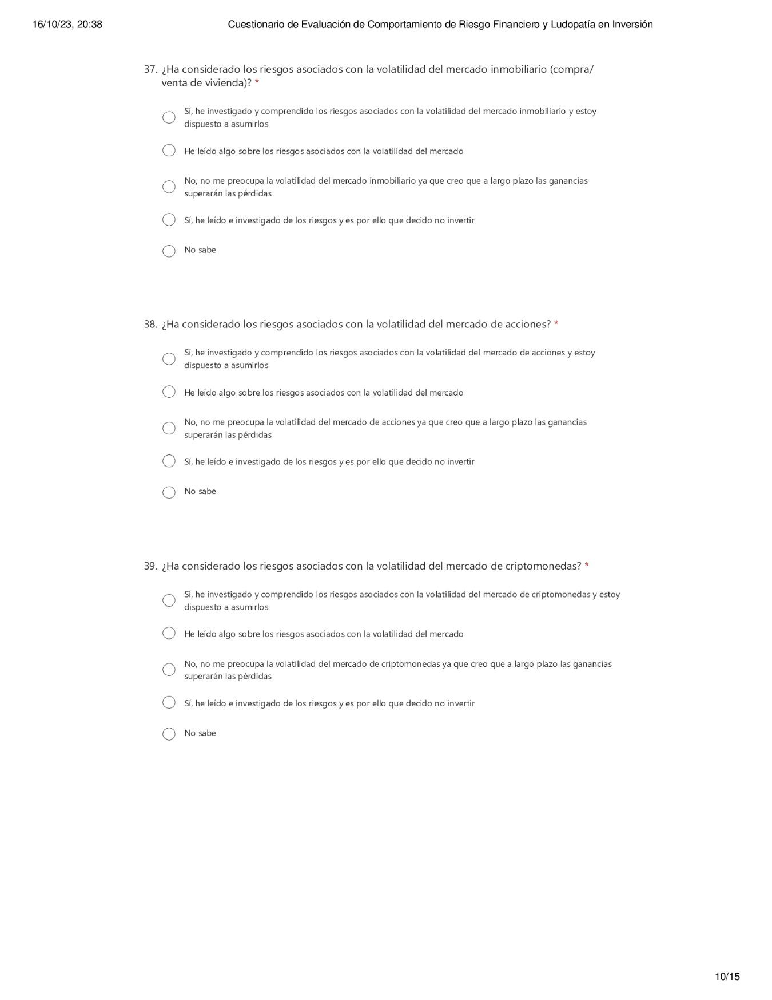 16/10/23, 20:38
Cuestionario de Evaluación de Comportamiento de Riesgo Financiero y Ludopatía en Inversión
37. ¿Ha considerado los riesgos asociados con la volatilidad del mercado inmobiliario (compra/
venta de vivienda)? *
Sí, he investigado y comprendido los riesgos asociados con la volatilidad del mercado inmobiliario y estoy
dispuesto a asumirlos
He leído algo sobre los riesgos asociados con la volatilidad del mercado
No, no me preocupa la volatilidad del mercado inmobiliario ya que creo que a largo plazo las ganancias
superarán las pérdidas
Sí, he leído e investigado de los riesgos y es por ello que decido no invertir
No sabe
38. ¿Ha considerado los riesgos asociados con la volatilidad del mercado de acciones? *
Sí, he investigado y comprendido los riesgos asociados con la volatilidad del mercado de acciones y estoy
dispuesto a asumirlos
He leído algo sobre los riesgos asociados con la volatilidad del mercado
No, no me preocupa la volatilidad del mercado de acciones ya que creo que a largo plazo las ganancias
superarán las pérdidas
Sí, he leído e investigado de los riesgos y es por ello que decido no invertir
No sabe
39. ¿Ha considerado los riesgos asociados con la volatilidad del mercado de criptomonedas? *
Sí, he investigado y comprendido los riesgos asociados con la volatilidad del mercado de criptomonedas y estoy
dispuesto a asumirlos
He leído algo sobre los riesgos asociados con la volatilidad del mercado
No, no me preocupa la volatilidad del mercado de criptomonedas ya que creo que a largo plazo las ganancias
superarán las pérdidas
Sí, he leído e investigado de los riesgos y es por ello que decido no invertir
No sabe
10/15